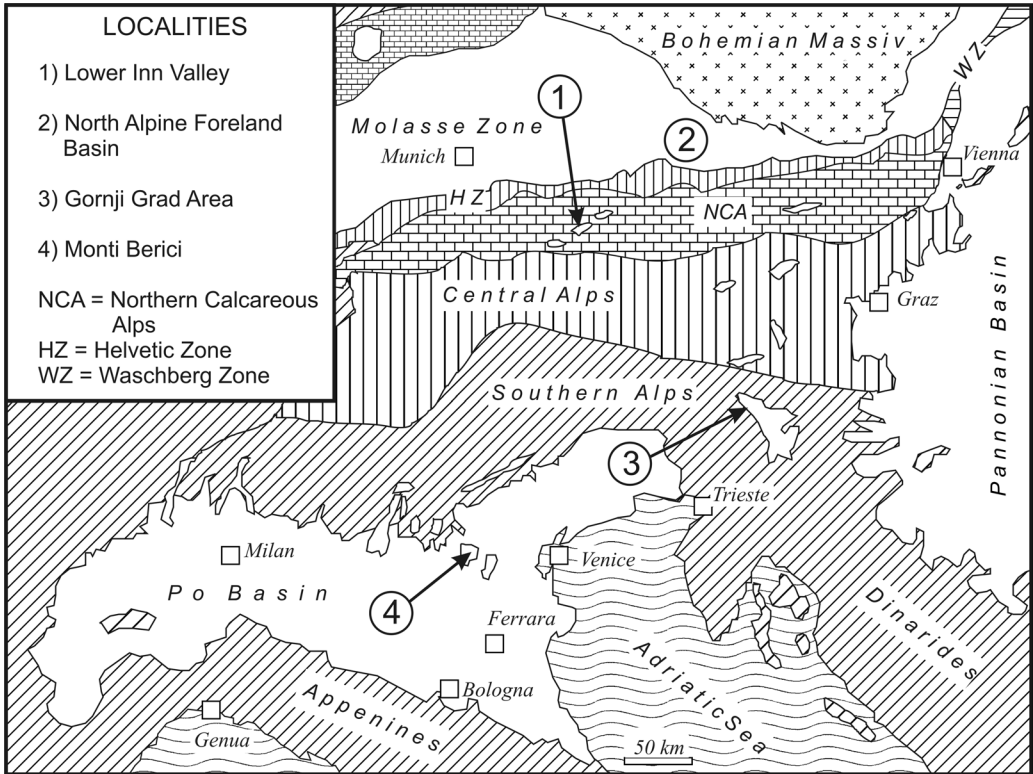 LOCALITIES
1) Lower Inn Valley
2) North Alpine Foreland
Basin
3) Gornji Grad Area
4) Monti Berici
NCA = Northern Calcareous
Alps
HZ = Helvetic Zone
WZ = Waschberg Zone
Bohemian Massiv
WZ
1
Molasse Zone
2
Munich
Vienna
HZ
NCA
Central Alps
Graz
Pannonian Basin
Southern Alps
3
Trieste
Milan
Venice
Po Basin
4
Ferrara
Dinarides
Adriatic Sea
Bologna
Appenines
Genua
50 km